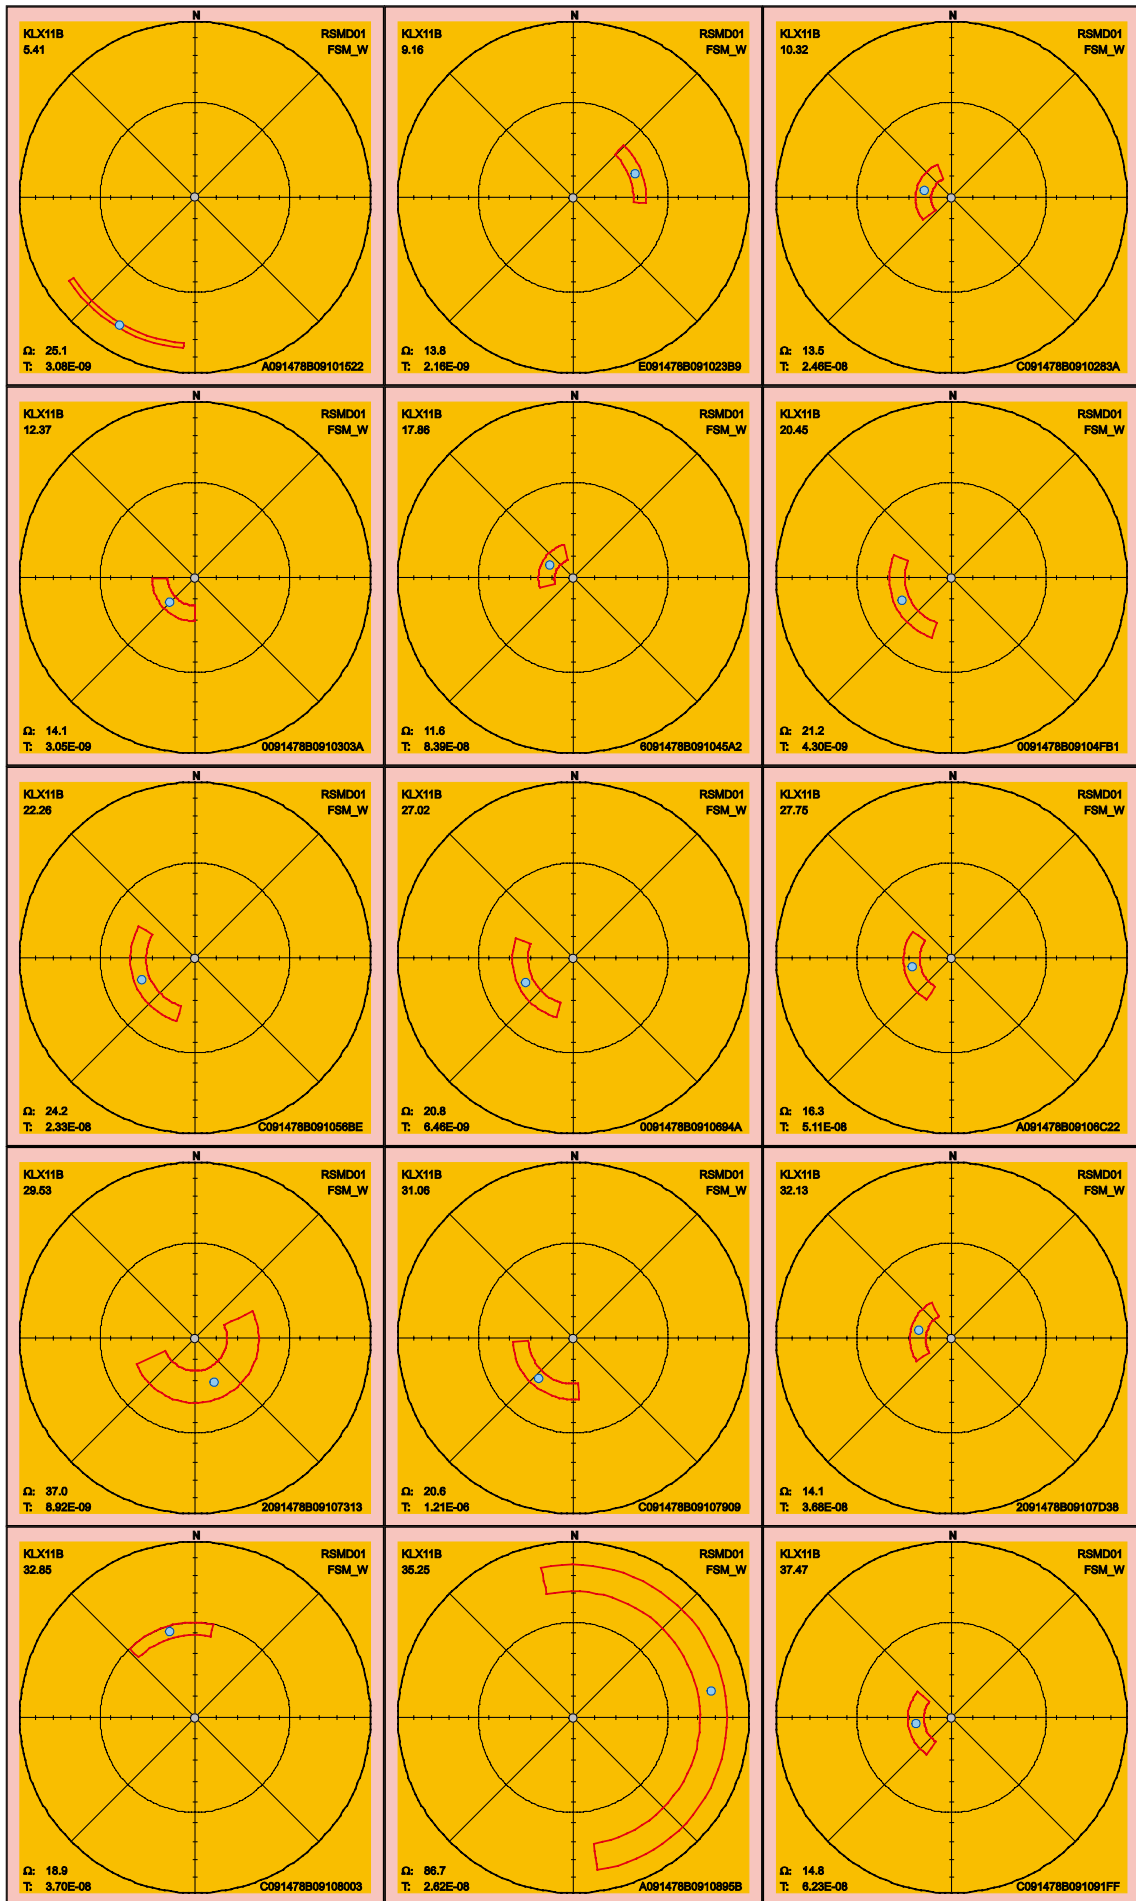 N
KLX11B RSMD01
5.41 FSM_W
Ω: 25.1
T: 3.08E-09 A091478B09101522
N
KLX11B RSMD01
9.16 FSM_W
Ω: 13.8
T: 2.16E-09 E091478B091023B9
N
KLX11B RSMD01
10.32 FSM_W
Ω: 13.5
T: 2.46E-08 C091478B0910283A
N
KLX11B RSMD01
12.37 FSM_W
Ω: 14.1
T: 3.05E-09 0091478B0910303A
N
KLX11B RSMD01
17.86 FSM_W
Ω: 11.6
T: 8.39E-08 6091478B091045A2
N
KLX11B RSMD01
20.45 FSM_W
Ω: 21.2
T: 4.30E-09 0091478B09104FB1
N
KLX11B RSMD01
22.26 FSM_W
Ω: 24.2
T: 2.33E-08 C091478B091056BE
N
KLX11B RSMD01
27.02 FSM_W
Ω: 20.8
T: 6.46E-09 0091478B0910694A
N
KLX11B RSMD01
27.75 FSM_W
Ω: 16.3
T: 5.11E-08 A091478B09106C22
N
KLX11B RSMD01
29.53 FSM_W
Ω: 37.0
T: 8.92E-09 2091478B09107313
N
KLX11B RSMD01
31.06 FSM_W
Ω: 20.6
T: 1.21E-06 C091478B09107909
N
KLX11B RSMD01
32.13 FSM_W
Ω: 14.1
T: 3.68E-08 2091478B09107D38
N
KLX11B RSMD01
32.85 FSM_W
Ω: 18.9
T: 3.70E-08 C091478B09108003
N
KLX11B RSMD01
35.25 FSM_W
Ω: 86.7
T: 2.62E-08 A091478B0910895B
N
KLX11B RSMD01
37.47 FSM_W
Ω: 14.8
T: 6.23E-08 C091478B091091FF